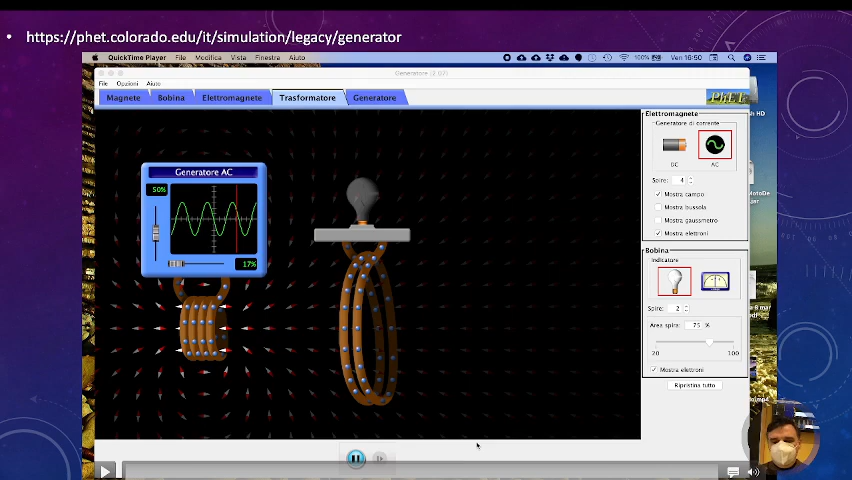 • https://phet.colorado.edu/it/simulation/legacy/generator
QuickTime Player File Modifica Vista Finestra Aiuto 100% Ven 16:50
Generatore (2.07)
File Opzioni Aiuto
Magnete Bobina Elettromagnete Trasformatore Generatore
PhET
Elettromagnete
Generatore di corrente
DC AC
Spire: 4
Mostra campo
Mostra bussola
Mostra gaussmetro
Mostra elettroni
Generatore AC
50%
17%
Bobina
Indicatore
Spire: 2
Area spira: 75 %
20 100
Mostra elettroni
Ripristina tutto